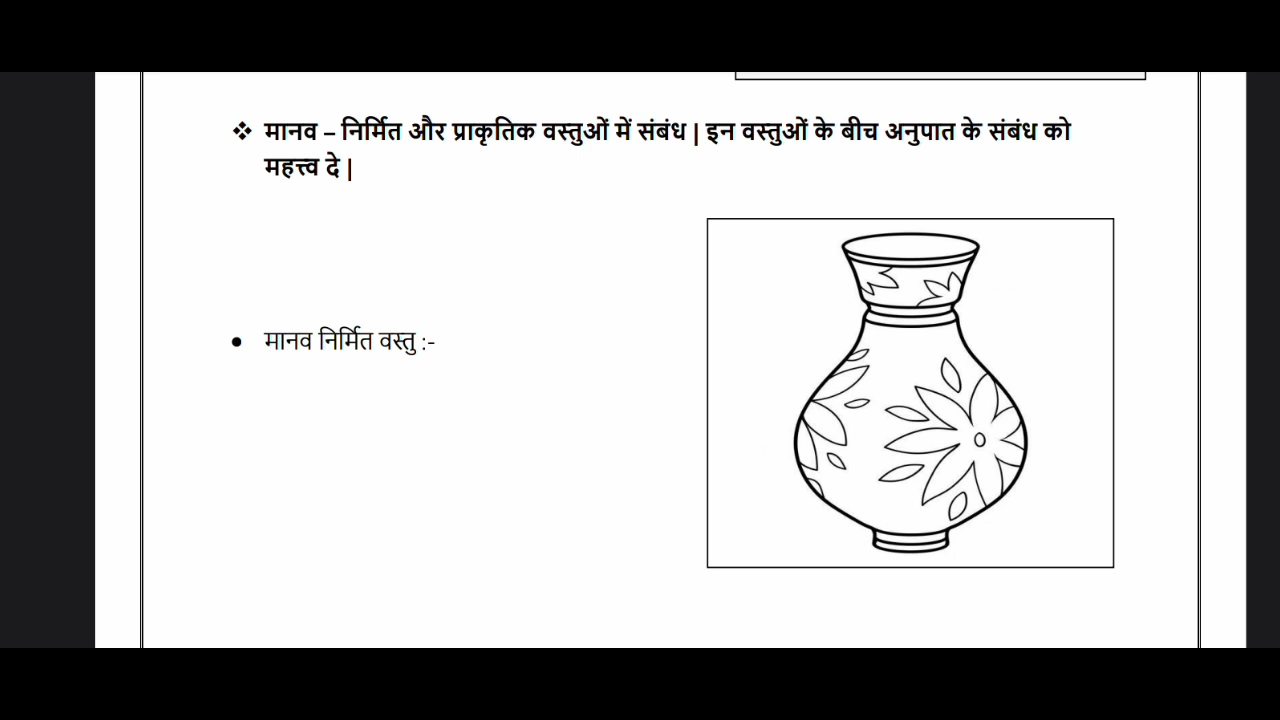 ❖ मानव – निर्मित और प्राकृतिक वस्तुओं में संबंध | इन वस्तुओं के बीच अनुपात के संबंध को
महत्त्व दे |
• मानव निर्मित वस्तु :-